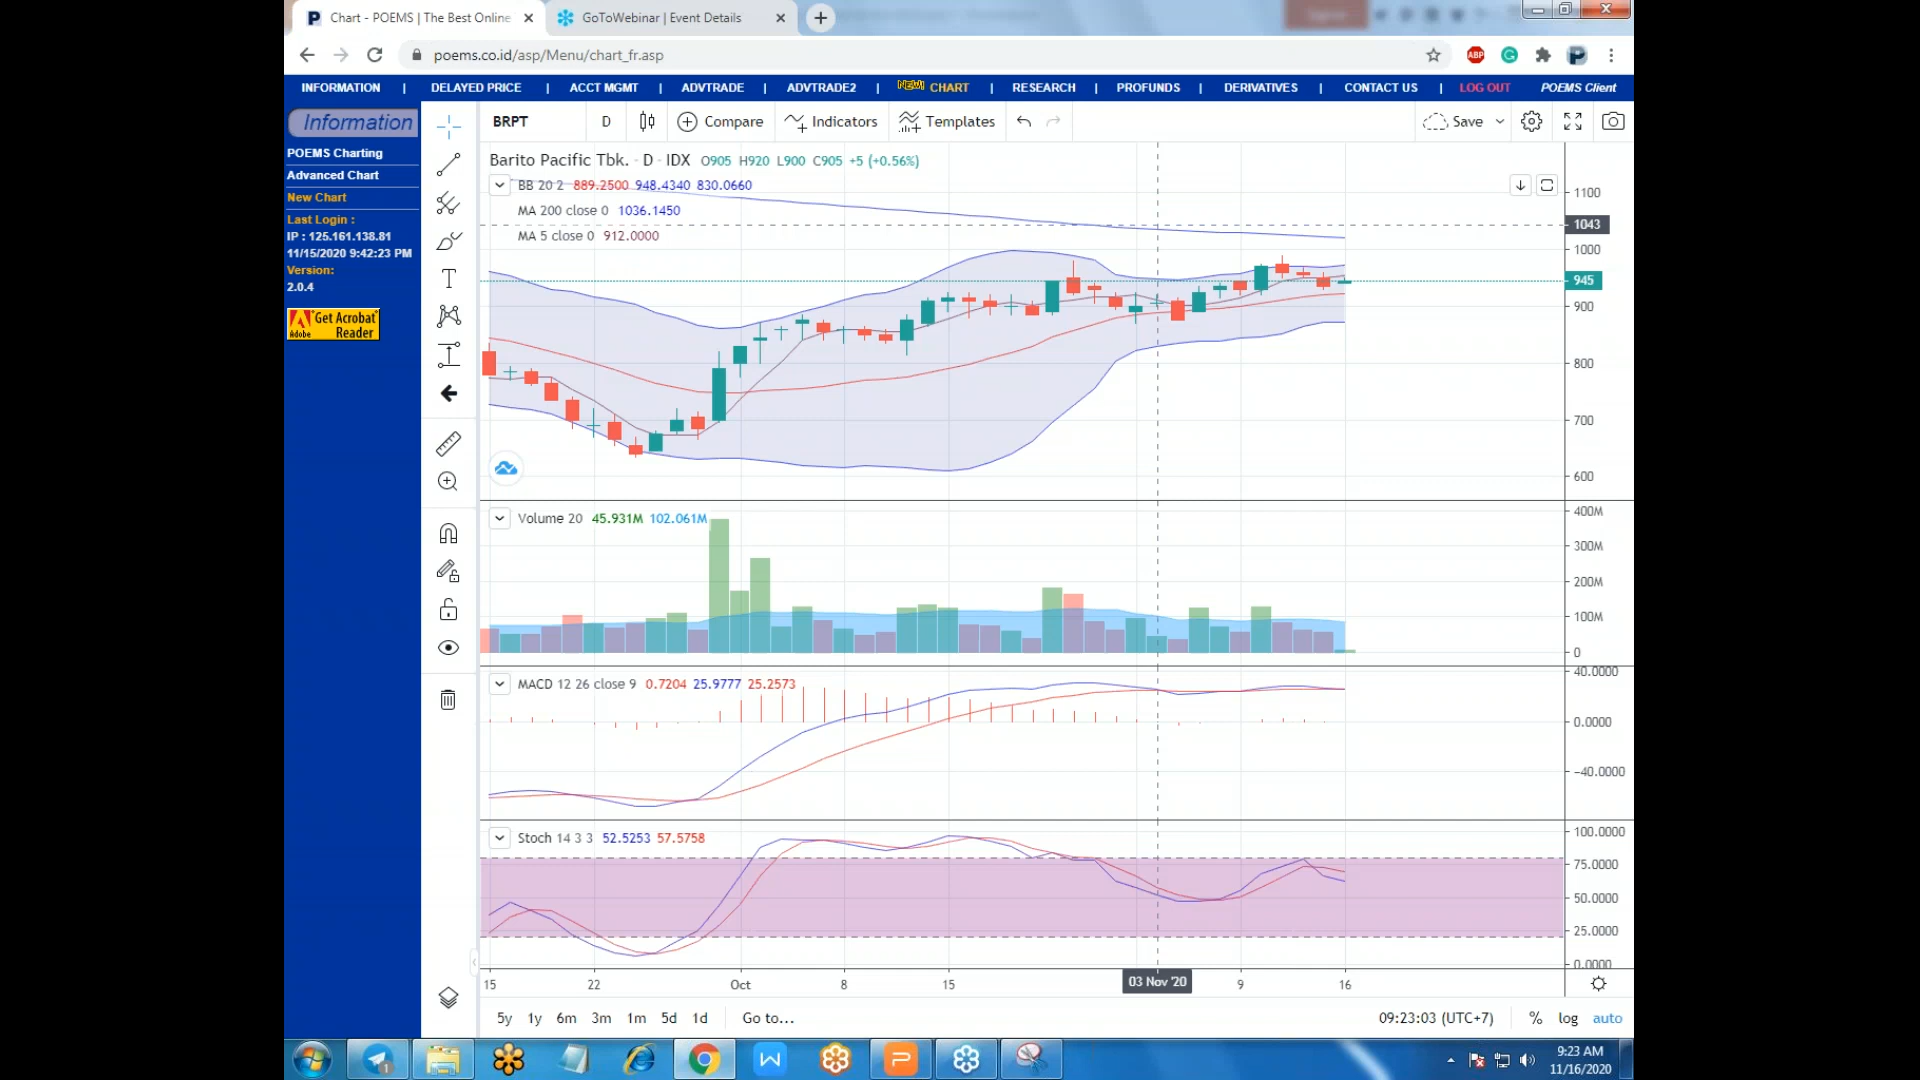 Chart - POEMS | The Best Online
GoToWebinar | Event Details
poems.co.id/asp/Menu/chart_fr.asp
ABP
INFORMATION | DELAYED PRICE | ACCT MGMT | ADVTRADE | ADVTRADE2 | NEW! CHART | RESEARCH | PROFUNDS | DERIVATIVES | CONTACT US | LOG OUT POEMS Client
Information
POEMS Charting
Advanced Chart
New Chart
Last Login :
IP : 125.161.138.81
11/15/2020 9:42:23 PM
Version:
2.0.4
Get Acrobat
Adobe Reader
BRPT D Compare Indicators Templates Save
Barito Pacific Tbk. · D · IDX O905 H920 L900 C905 +5 (+0.56%)
BB 20 2 889.2500 948.4340 830.0660
MA 200 close 0 1036.1450
MA 5 close 0 912.0000
1100
1043
1000
945
900
800
700
600
Volume 20 45.931M 102.061M
400M
300M
200M
100M
0
MACD 12 26 close 9 0.7204 25.9777 25.2573
40.0000
0.0000
-40.0000
Stoch 14 3 3 52.5253 57.5758
100.0000
75.0000
50.0000
25.0000
0.0000
15 22 Oct 8 15 03 Nov '20 9 16
5y 1y 6m 3m 1m 5d 1d Go to... 09:23:03 (UTC+7) % log auto
9:23 AM
11/16/2020